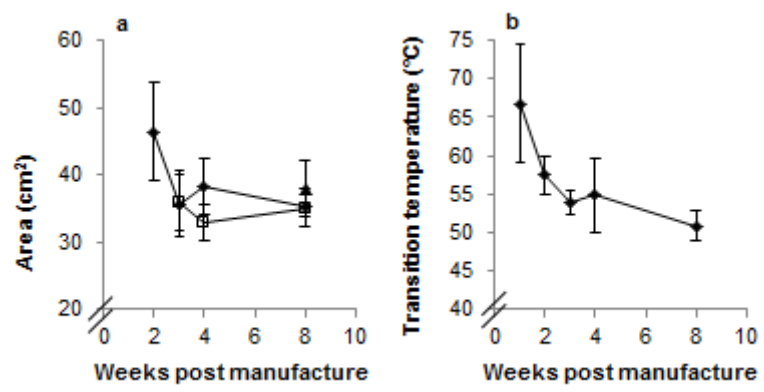 a
60
50
40
30
20
0 2 4 6 8 10
Area (cm²)
Weeks post manufacture
b
75
70
65
60
55
50
45
40
0 2 4 6 8 10
Transition temperature (°C)
Weeks post manufacture